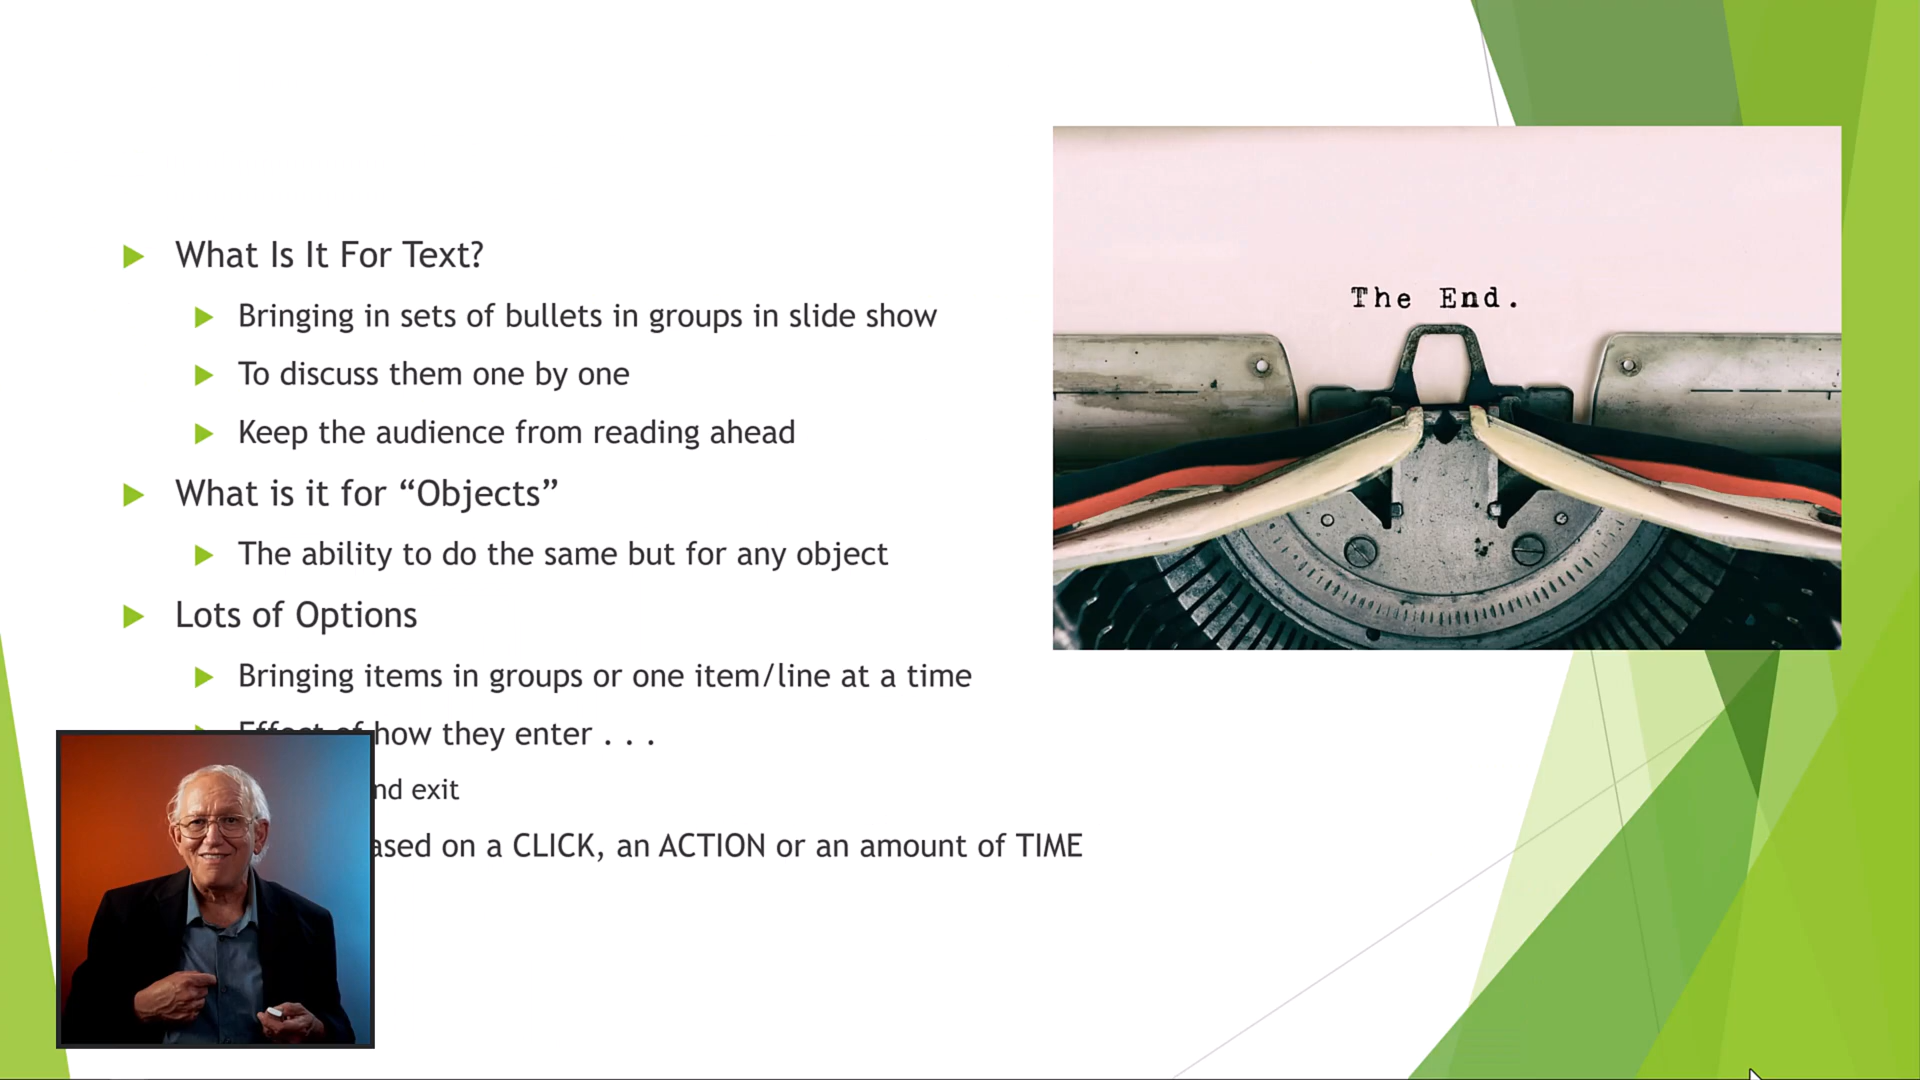 What Is It For Text?
Bringing in sets of bullets in groups in slide show
To discuss them one by one
Keep the audience from reading ahead
What is it for “Objects”
The ability to do the same but for any object
Lots of Options
Bringing items in groups or one item/line at a time
Effect of how they enter . . .
exit
on a CLICK, an ACTION or an amount of TIME
The End.